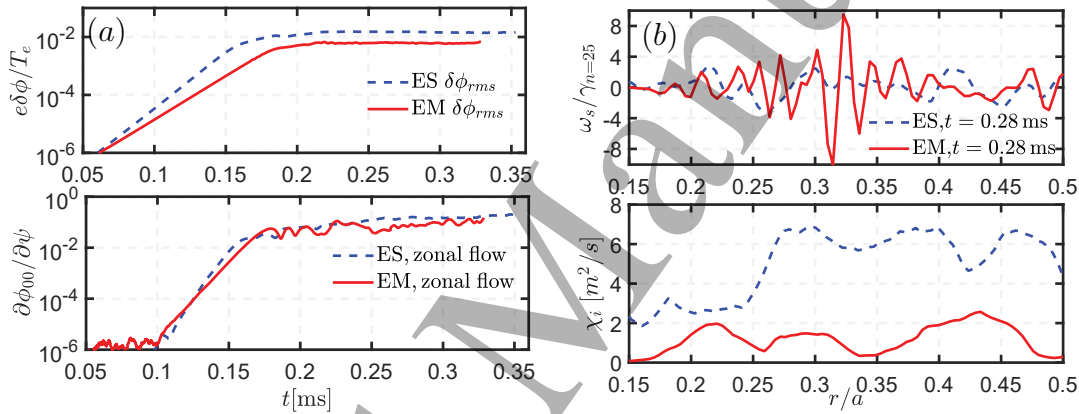 (a)
eδϕ/T_e
10^-2
10^-4
10^-6
ES δϕ_rms
EM δϕ_rms
0.05 0.1 0.15 0.2 0.25 0.3 0.35
∂ϕ_00/∂ψ
10^0
10^-2
10^-4
10^-6
ES, zonal flow
EM, zonal flow
0.05 0.1 0.15 0.2 0.25 0.3 0.35
t[ms]
(b)
ω_s/γ_n=25
8
4
0
-4
-8
ES,t = 0.28 ms
EM,t = 0.28 ms
0.15 0.2 0.25 0.3 0.35 0.4 0.45 0.5
χ_i [m^2/s]
8
6
4
2
0
0.15 0.2 0.25 0.3 0.35 0.4 0.45 0.5
r/a